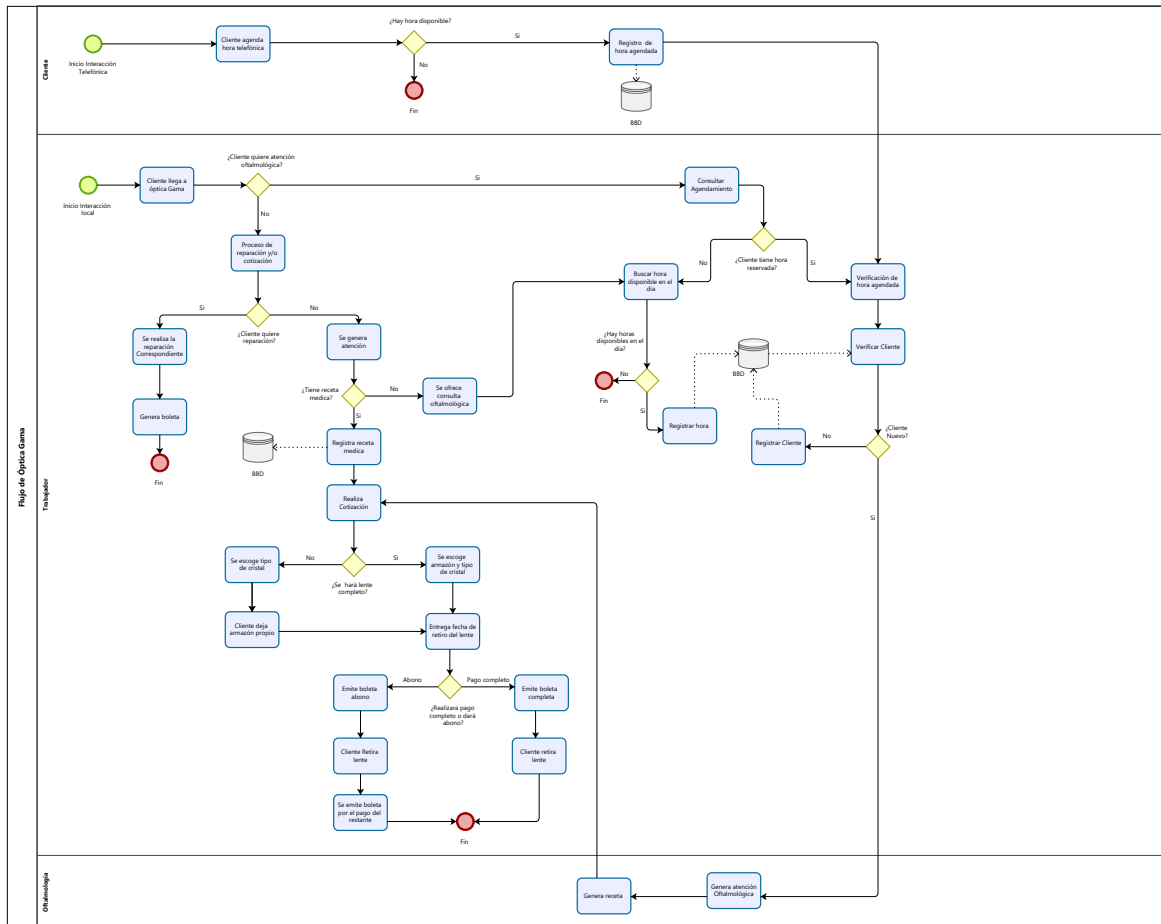 Flujo de Óptica Gama
Cliente
Inicio Interacción
Telefónica
Cliente agenda
hora telefónica
¿Hay hora disponible?
Si
No
Fin
Registro de
hora agendada
BBD
Trabajador
Inicio Interacción
local
Cliente llega a
óptica Gama
¿Cliente quiere atención
oftalmológica?
Si
No
Consultar
Agendamiento
¿Cliente tiene hora
reservada?
No
Si
Proceso de
reparación y/o
cotización
¿Cliente quiere
reparación?
Si
No
Se realiza la
reparación
Correspondiente
Genera boleta
Fin
Se genera
atención
¿Tiene receta
medica?
No
Si
Se ofrece
consulta
oftalmológica
Buscar hora
disponible en el
día
¿Hay horas
disponibles en el
día?
No
Fin
Si
Registrar hora
BBD
Verificación de
hora agendada
Verificar Cliente
¿Cliente
Nuevo?
No
Registrar Cliente
Si
Registra receta
medica
BBD
Realiza
Cotización
¿Se hará lente
completo?
No
Si
Se escoge tipo
de cristal
Cliente deja
armazón propio
Se escoge
armazón y tipo
de cristal
Entrega fecha de
retiro del lente
¿Realizara pago
completo o dará
abono?
Abono
Pago completo
Emite boleta
abono
Cliente Retira
lente
Se emite boleta
por el pago del
restante
Emite boleta
completa
Cliente retira
lente
Fin
Oftalmología
Genera receta
Genera atención
Oftalmológica